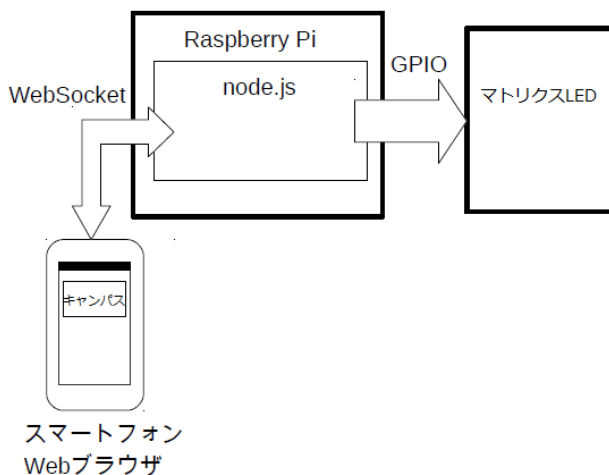 Raspberry Pi
node.js
GPIO
マトリクスLED
WebSocket
キャンパス
スマートフォン
Webブラウザ